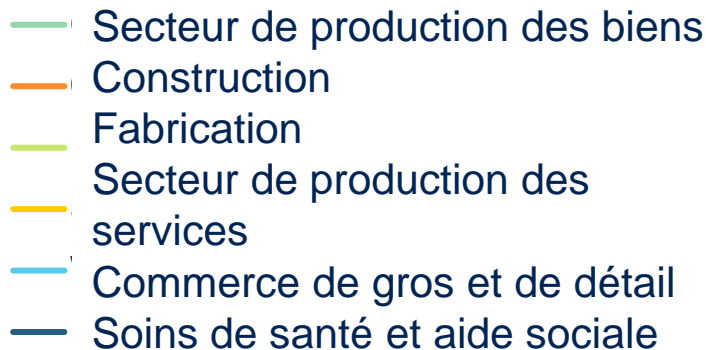 Secteur de production des biens
Construction
Fabrication
Secteur de production des
services
Commerce de gros et de détail
Soins de santé et aide sociale